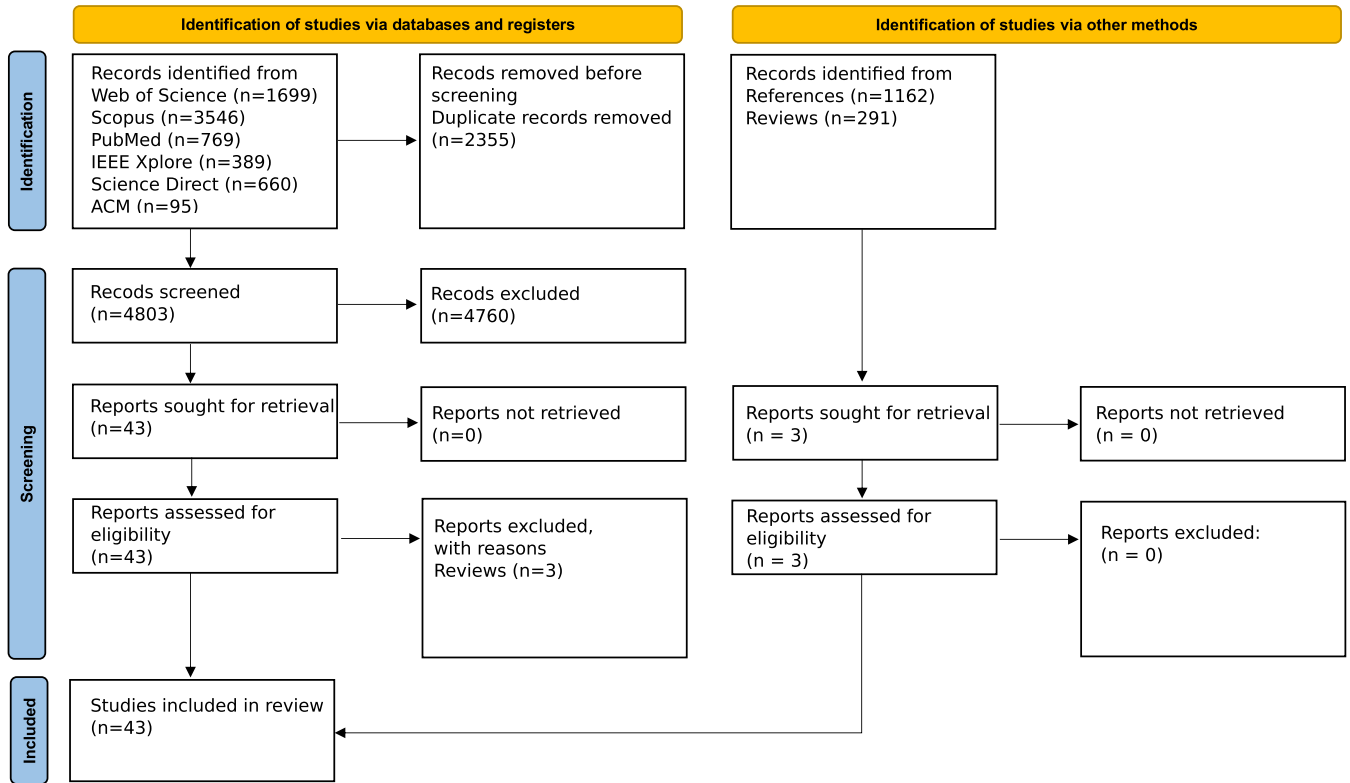 Identification of studies via databases and registers
Identification of studies via other methods
Identification
Records identified from
Web of Science (n=1699)
Scopus (n=3546)
PubMed (n=769)
IEEE Xplore (n=389)
Science Direct (n=660)
ACM (n=95)
Recods removed before
screening
Duplicate records removed
(n=2355)
Records identified from
References (n=1162)
Reviews (n=291)
Screening
Recods screened
(n=4803)
Recods excluded
(n=4760)
Reports sought for retrieval
(n=43)
Reports not retrieved
(n=0)
Reports sought for retrieval
(n = 3)
Reports not retrieved
(n = 0)
Reports assessed for
eligibility
(n=43)
Reports excluded,
with reasons
Reviews (n=3)
Reports assessed for
eligibility
(n = 3)
Reports excluded:
(n = 0)
Included
Studies included in review
(n=43)